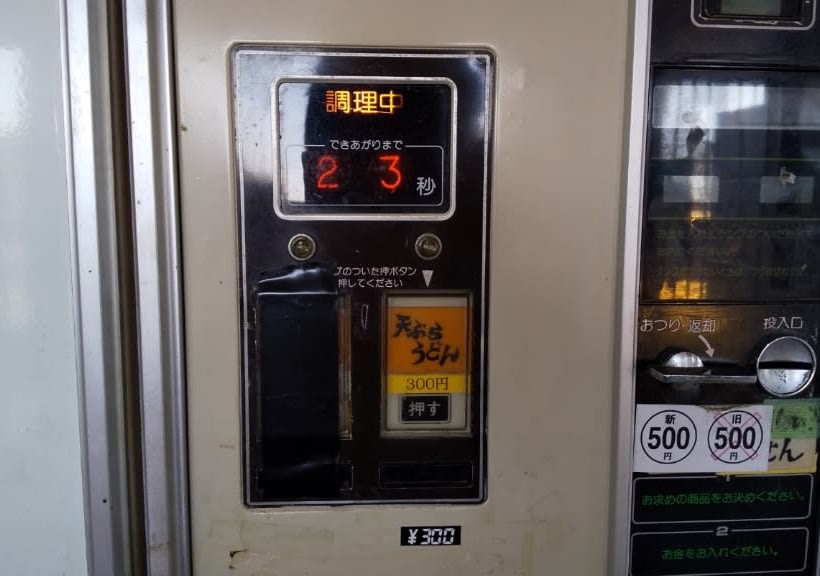 調理中
できあがりまで
2 3 秒
プのついた押ボタン
押してください
天ぷら
うどん
300円
押す
¥300
おつり・返却
投入口
新
500
円
旧
500
円
どん
1
お求めの商品をお決めください。
2
お金をお入れください。